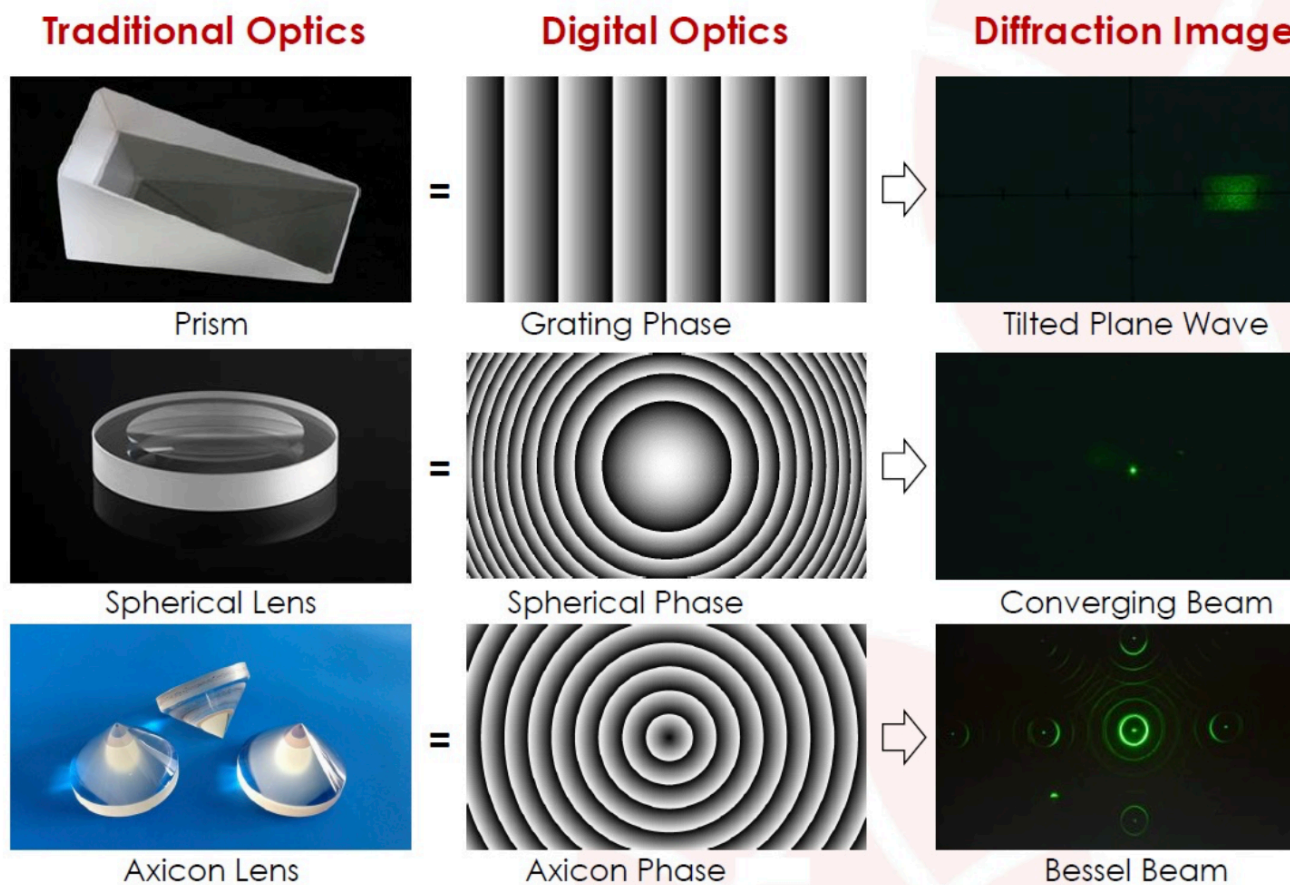 Traditional Optics
Digital Optics
Diffraction Image
=
Prism
Grating Phase
Tilted Plane Wave
=
Spherical Lens
Spherical Phase
Converging Beam
=
Axicon Lens
Axicon Phase
Bessel Beam